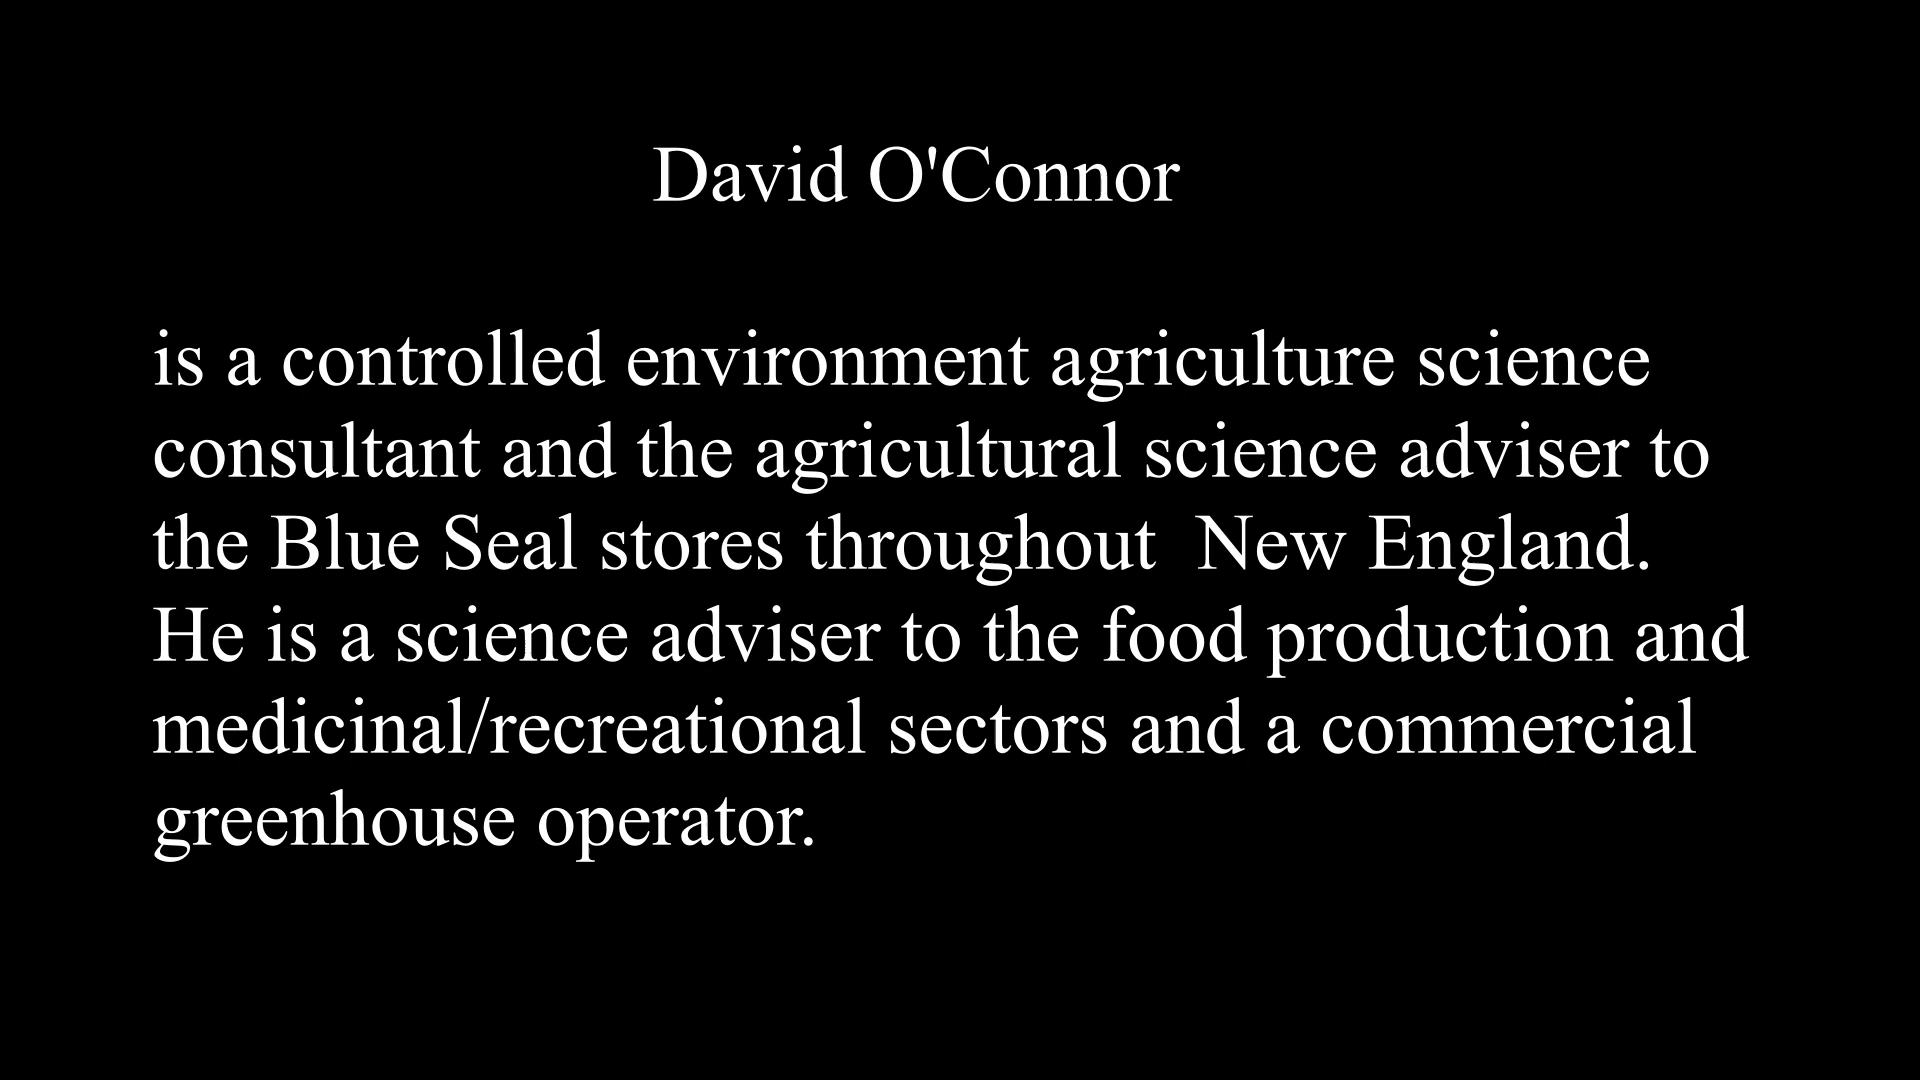 David O'Connor
is a controlled environment agriculture science
consultant and the agricultural science adviser to
the Blue Seal stores throughout  New England.
He is a science adviser to the food production and
medicinal/recreational sectors and a commercial
greenhouse operator.